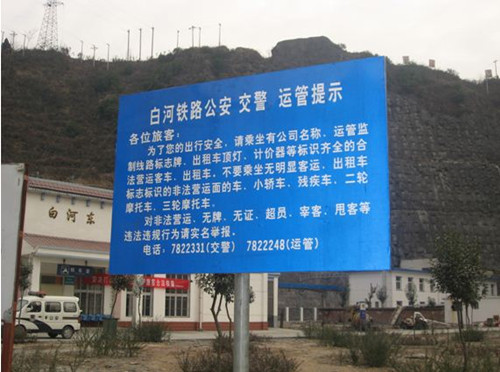 白河铁路公安 交警 运管提示
各位旅客：
为了您的出行安全，请乘坐有公司名称、运管监
制线路标志牌、出租车顶灯、计价器等标识齐全的合
法营运客车、出租车，不要乘坐无明显客运、出租车
标志标识的非法营运面的车、小轿车、残疾车、二轮
摩托车、三轮摩托车。
对非法营运、无牌、无证、超员、宰客、甩客等
违法违规行为请实名举报。
电话：7822331(交警) 7822248(运管)
白河东